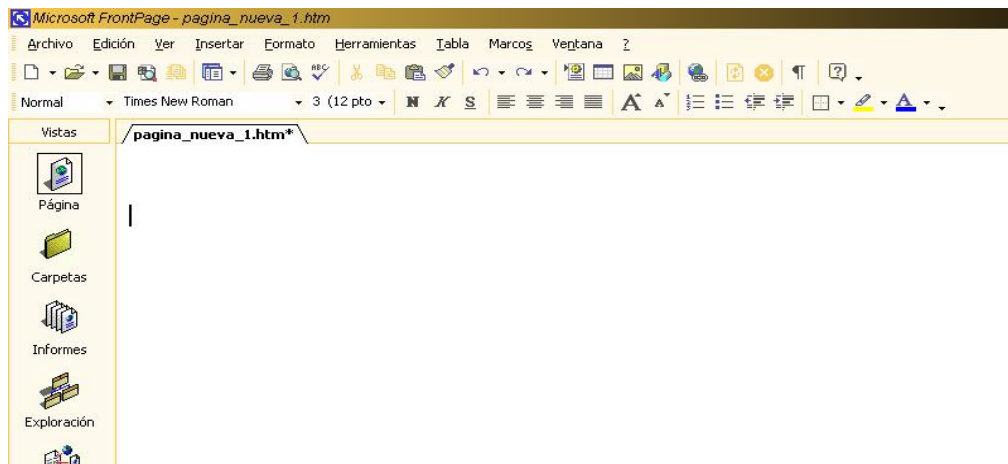 Microsoft FrontPage - pagina_nueva_1.htm
Archivo Edición Ver Insertar Formato Herramientas Tabla Marcos Ventana ?
ABC
Normal Times New Roman 3 (12 pto N K S A A A
Vistas /pagina_nueva_1.htm*\
Página
Carpetas
Informes
Exploración